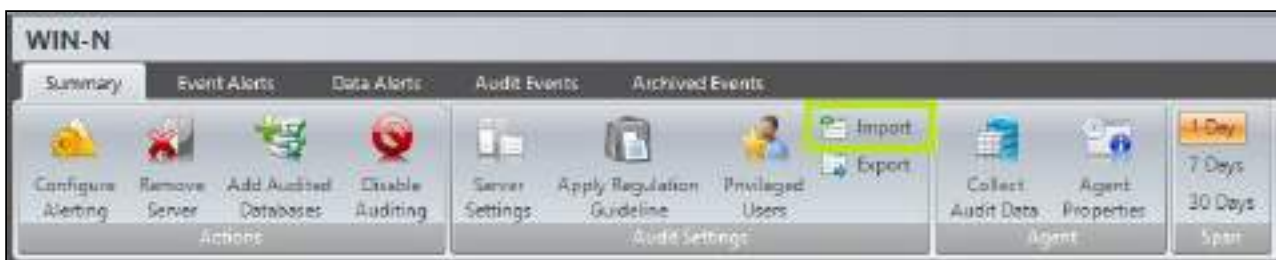 WIN-N
Summary Event Alerts Data Alerts Audit Events Archived Events
Import
Export
Configure Alerting Remove Server Add Audited Databases Disable Auditing Server Settings Apply Regulation Guideline Privileged Users Collect Audit Data Agent Properties
1 Day
7 Days
30 Days
Actions Audit Settings Agent Span